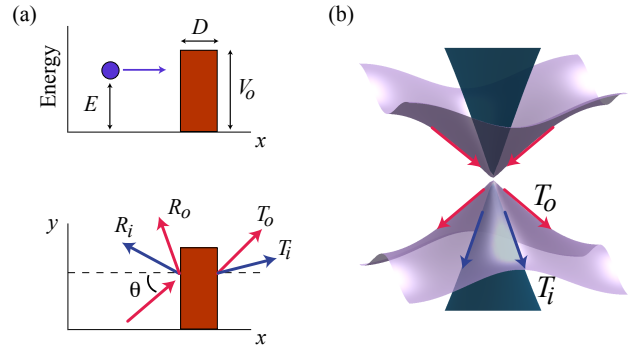 (a)
D
Energy
E
V_o
x
y
R_o
R_i
T_o
T_i
θ
x
(b)
T_o
T_i